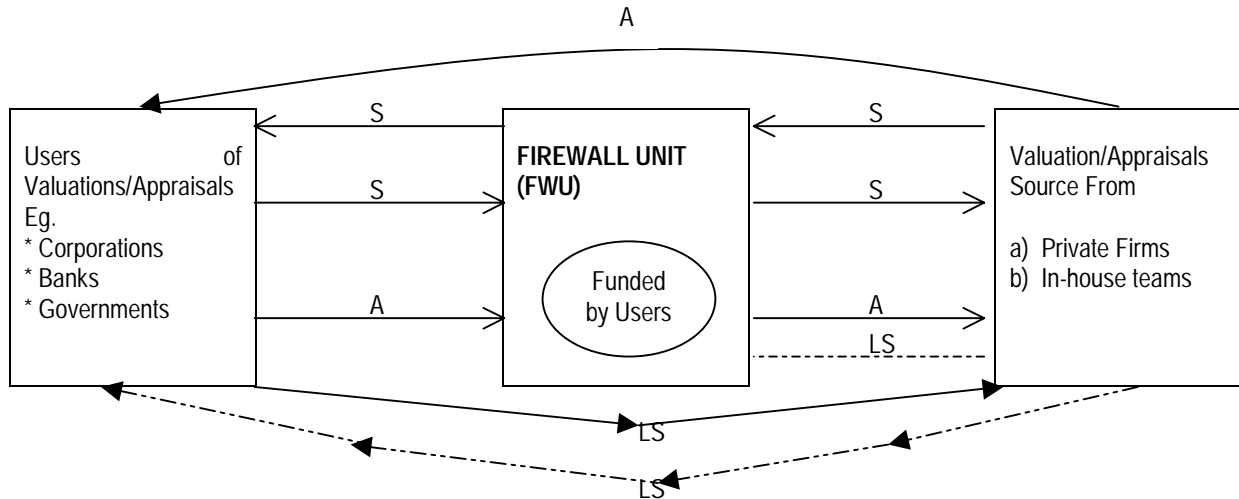 A
S
S
Users of
Valuations/Appraisals
Eg.
* Corporations
* Banks
* Governments
FIREWALL UNIT
(FWU)
Valuation/Appraisals
Source From
a) Private Firms
b) In-house teams
S
S
Funded
by Users
A
A
LS
LS
LS